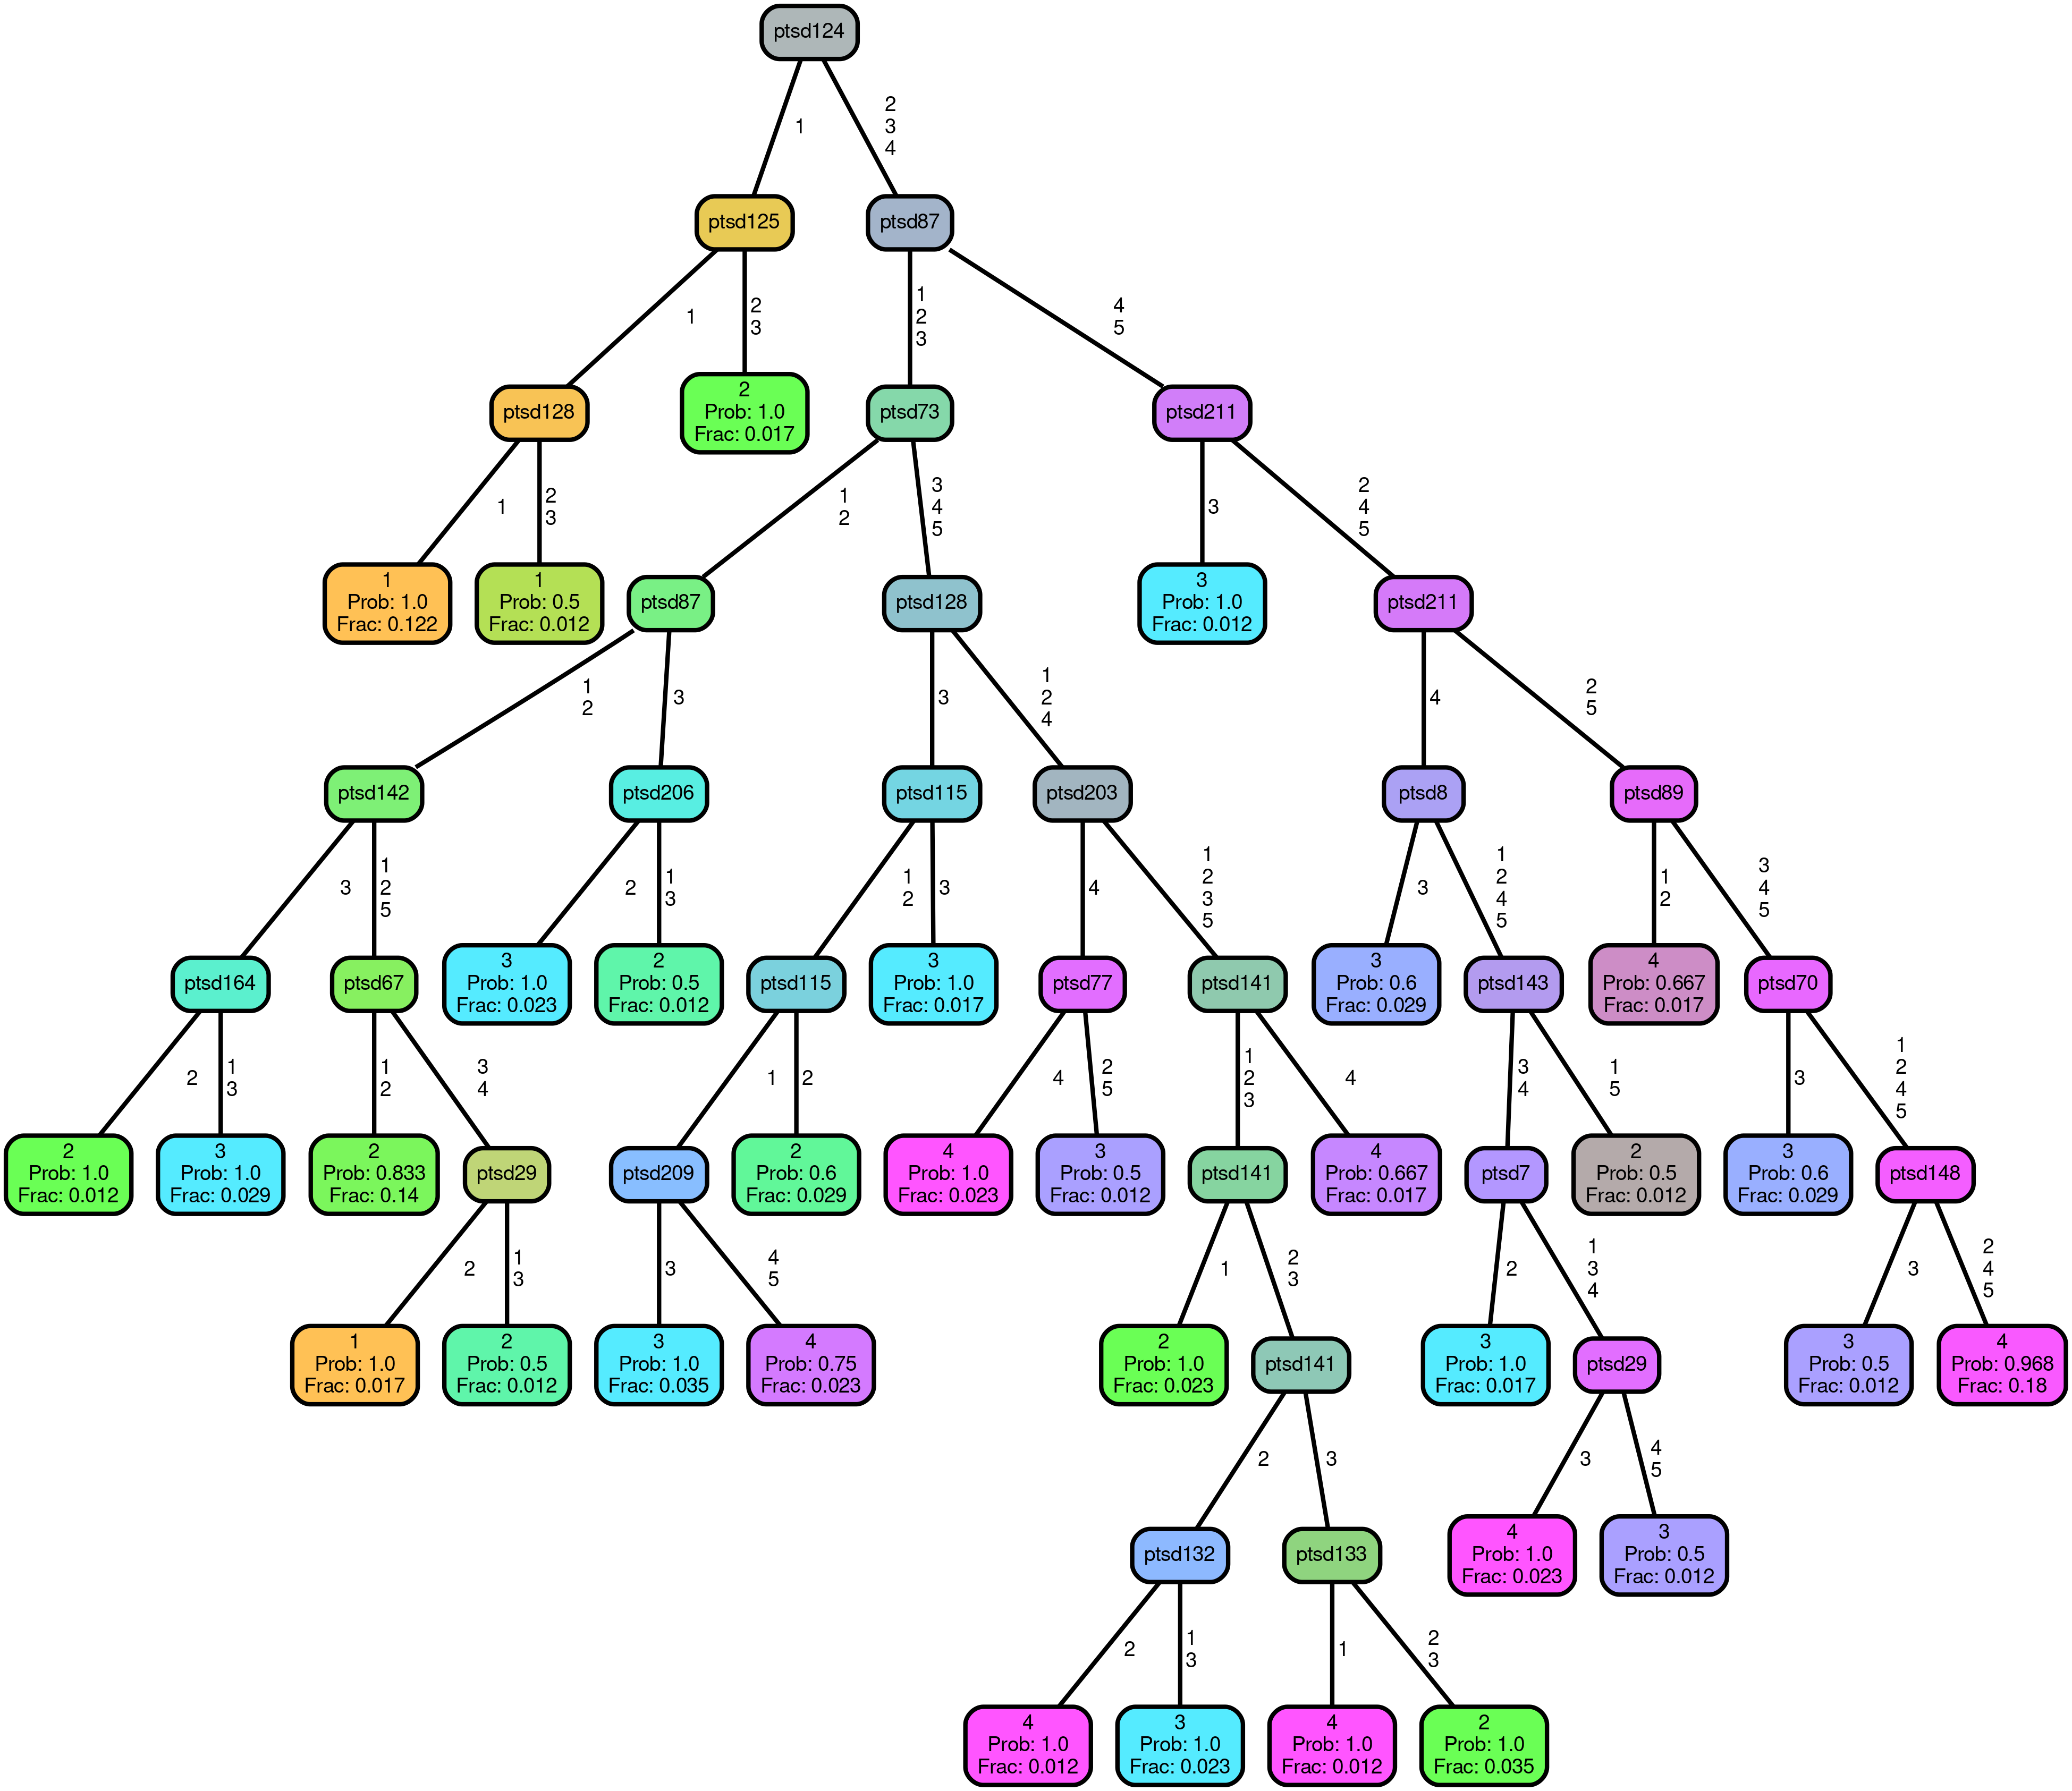 ptsd124
1
2
3
4
ptsd125
ptsd87
1
2
3
1
2
3
4
5
ptsd128
2
Prob: 1.0
Frac: 0.017
ptsd73
ptsd211
1
2
3
1
2
3
4
5
3
2
4
5
1
Prob: 1.0
Frac: 0.122
1
Prob: 0.5
Frac: 0.012
ptsd87
ptsd128
3
Prob: 1.0
Frac: 0.012
ptsd211
1
2
3
3
1
2
4
4
2
5
ptsd142
ptsd206
ptsd115
ptsd203
ptsd8
ptsd89
3
1
2
5
2
1
3
1
2
3
4
1
2
3
5
3
1
2
4
5
1
2
3
4
5
ptsd164
ptsd67
3
Prob: 1.0
Frac: 0.023
2
Prob: 0.5
Frac: 0.012
ptsd115
3
Prob: 1.0
Frac: 0.017
ptsd77
ptsd141
3
Prob: 0.6
Frac: 0.029
ptsd143
4
Prob: 0.667
Frac: 0.017
ptsd70
2
1
3
1
2
3
4
1
2
4
2
5
1
2
3
4
3
4
1
5
3
1
2
4
5
2
Prob: 1.0
Frac: 0.012
3
Prob: 1.0
Frac: 0.029
2
Prob: 0.833
Frac: 0.14
ptsd29
ptsd209
2
Prob: 0.6
Frac: 0.029
4
Prob: 1.0
Frac: 0.023
3
Prob: 0.5
Frac: 0.012
ptsd141
4
Prob: 0.667
Frac: 0.017
ptsd7
2
Prob: 0.5
Frac: 0.012
3
Prob: 0.6
Frac: 0.029
ptsd148
2
1
3
3
4
5
1
2
3
2
1
3
4
3
2
4
5
1
Prob: 1.0
Frac: 0.017
2
Prob: 0.5
Frac: 0.012
3
Prob: 1.0
Frac: 0.035
4
Prob: 0.75
Frac: 0.023
2
Prob: 1.0
Frac: 0.023
ptsd141
3
Prob: 1.0
Frac: 0.017
ptsd29
3
Prob: 0.5
Frac: 0.012
4
Prob: 0.968
Frac: 0.18
2
3
3
4
5
ptsd132
ptsd133
4
Prob: 1.0
Frac: 0.023
3
Prob: 0.5
Frac: 0.012
2
1
3
1
2
3
4
Prob: 1.0
Frac: 0.012
3
Prob: 1.0
Frac: 0.023
4
Prob: 1.0
Frac: 0.012
2
Prob: 1.0
Frac: 0.035